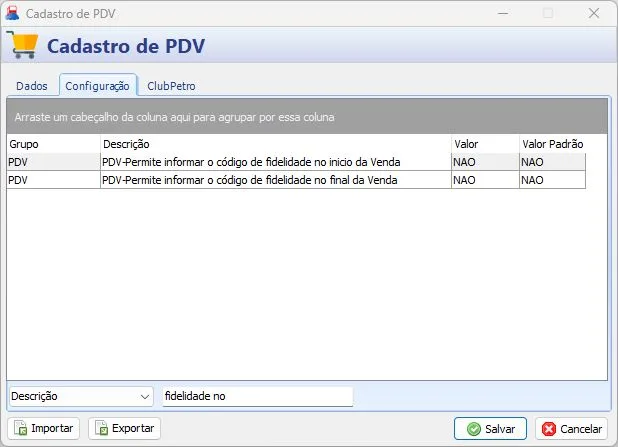 Cadastro de PDV
Cadastro de PDV
Dados Configuração ClubPetro
Arraste um cabeçalho da coluna aqui para agrupar por essa coluna
Grupo Descrição Valor Valor Padrão
PDV PDV-Permite informar o código de fidelidade no inicio da Venda NAO NAO
PDV PDV-Permite informar o código de fidelidade no final da Venda NAO NAO
Descrição fidelidade no
Importar Exportar Salvar Cancelar